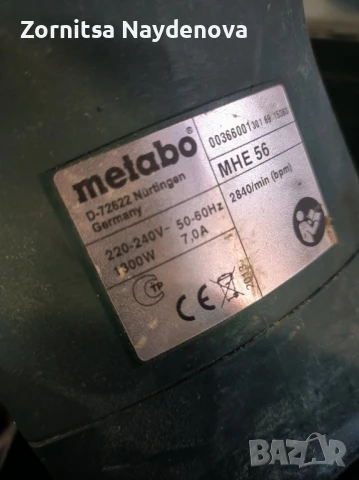 Zornitsa Naydenova
metabo®
D-72622 Nürtingen
Germany
220-240V~ 50-60Hz
1300W 7,0A
00366001
MHE 56
2840/min (bpm)
CE
BAZAR